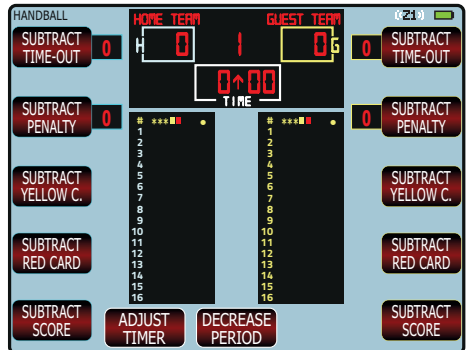 HANDBALL
((Z1))
HOME TEAM
GUEST TEAM
H 0 1 0 G
0↑00
TIME
SUBTRACT
TIME-OUT
0
0
SUBTRACT
TIME-OUT
SUBTRACT
PENALTY
0
0
SUBTRACT
PENALTY
SUBTRACT
YELLOW C.
SUBTRACT
YELLOW C.
SUBTRACT
RED CARD
SUBTRACT
RED CARD
SUBTRACT
SCORE
SUBTRACT
SCORE
# ***
1
2
3
4
5
6
7
8
9
10
11
12
13
14
15
16
# ***
1
2
3
4
5
6
7
8
9
10
11
12
13
14
15
16
ADJUST
TIMER
DECREASE
PERIOD